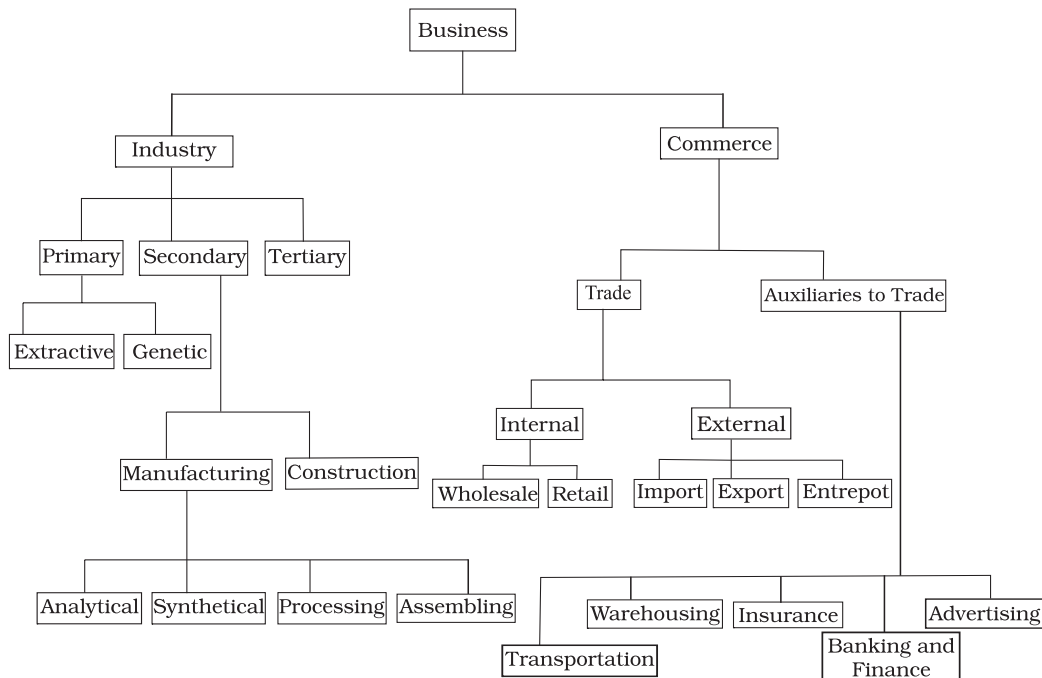 Business
Industry
Commerce
Primary
Secondary
Tertiary
Trade
Auxiliaries to Trade
Extractive
Genetic
Internal
External
Manufacturing
Construction
Wholesale
Retail
Import
Export
Entrepot
Analytical
Synthetical
Processing
Assembling
Warehousing
Insurance
Advertising
Transportation
Banking and
Finance